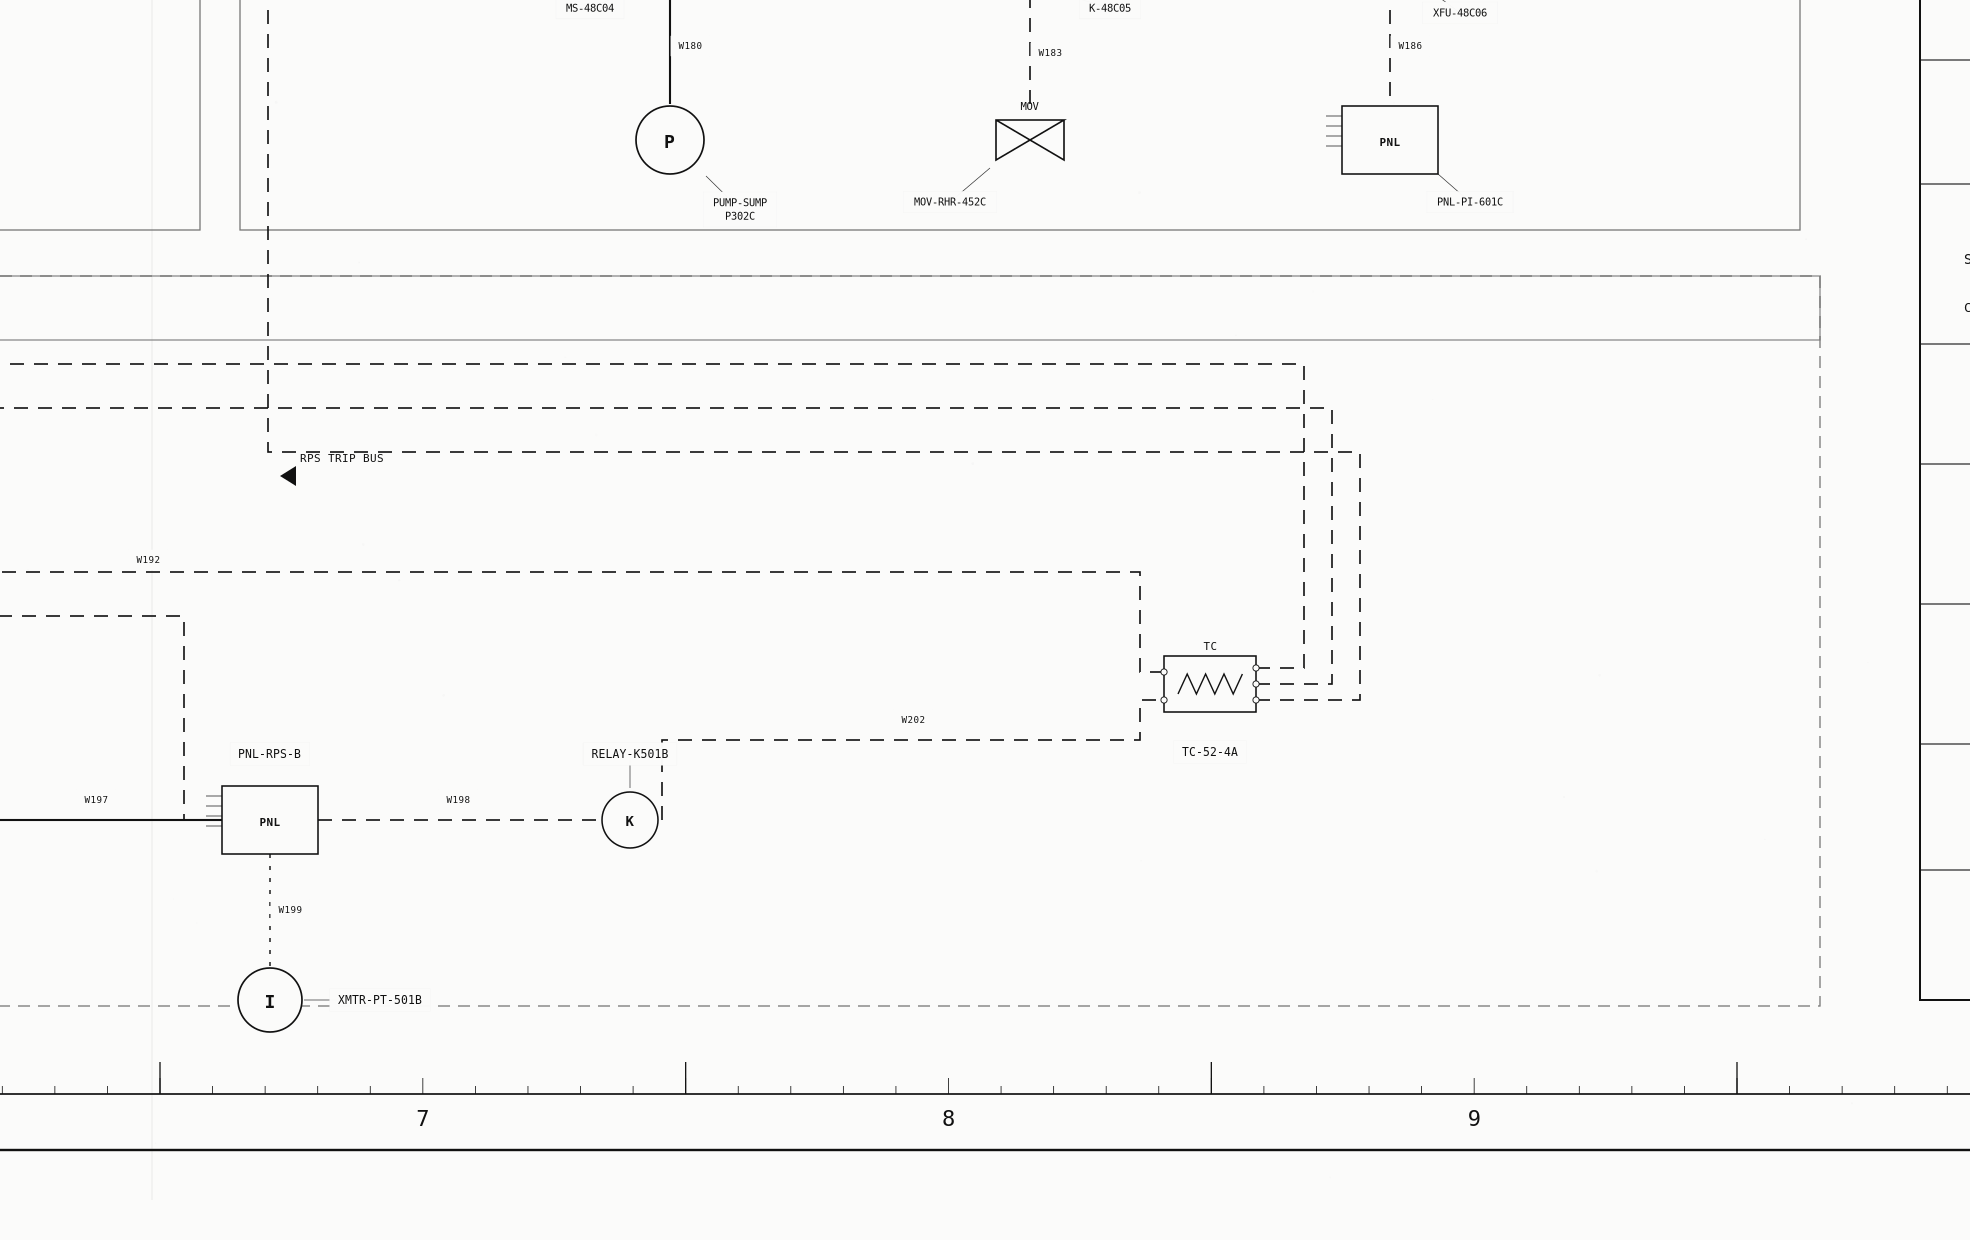 MS-48C04
K-48C05
XFU-48C06
W180
W183
W186
MOV
P
PNL
PUMP-SUMP
P302C
MOV-RHR-452C
PNL-PI-601C
S
C
RPS TRIP BUS
W192
TC
W202
PNL-RPS-B
RELAY-K501B
TC-52-4A
W197
W198
PNL
K
W199
I
XMTR-PT-501B
7
8
9